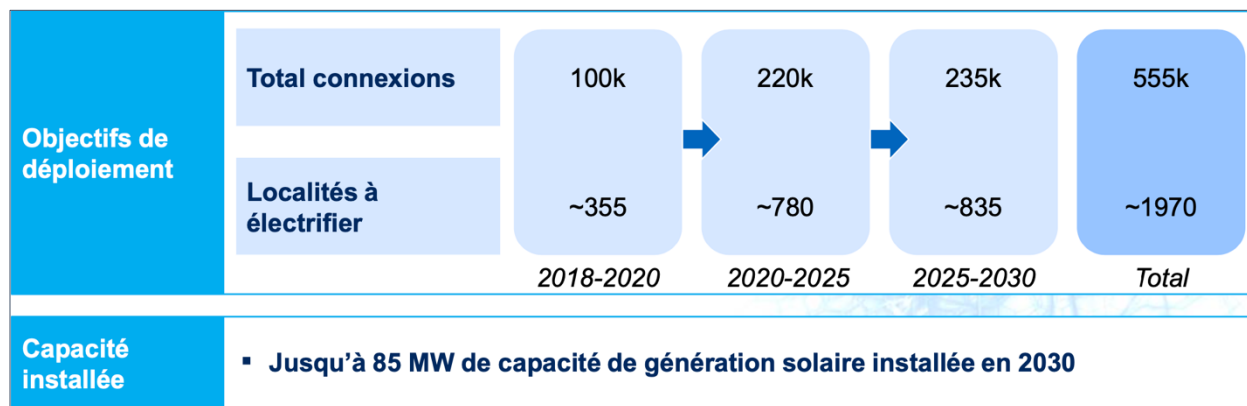 Objectifs de
déploiement
Total connexions
100k
220k
235k
555k
Localités à
électrifier
~355
~780
~835
~1970
2018-2020
2020-2025
2025-2030
Total
Capacité
installée
▪ Jusqu'à 85 MW de capacité de génération solaire installée en 2030